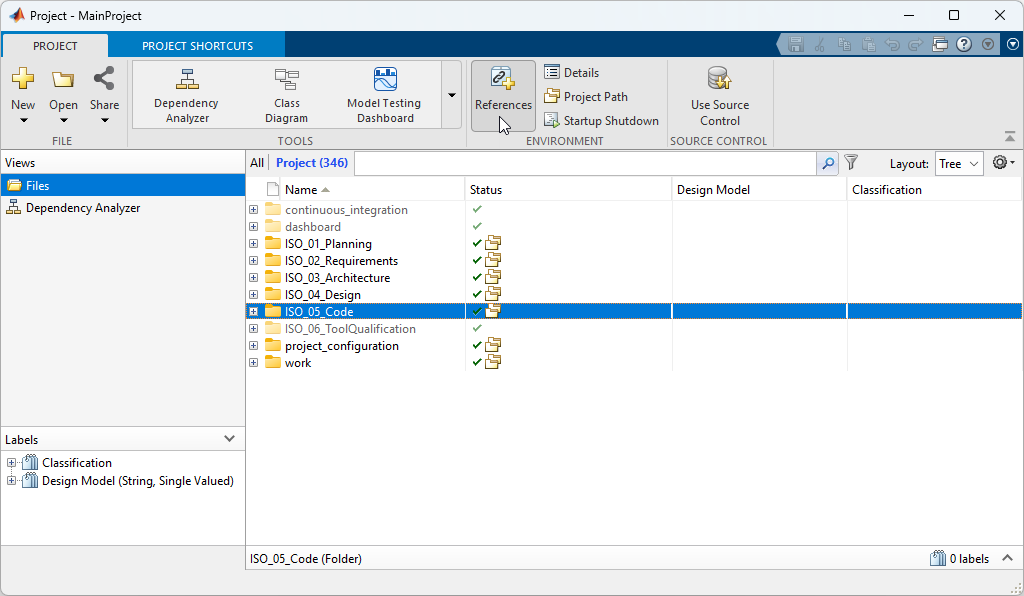 Project - MainProject
PROJECT
PROJECT SHORTCUTS
New
Open
Share
Dependency
Analyzer
Class
Diagram
Model Testing
Dashboard
References
Details
Project Path
Startup Shutdown
Use Source
Control
FILE
TOOLS
ENVIRONMENT
SOURCE CONTROL
Views
Files
Dependency Analyzer
All
Project (346)
Layout:
Tree
Name
Status
Design Model
Classification
continuous_integration
dashboard
ISO_01_Planning
ISO_02_Requirements
ISO_03_Architecture
ISO_04_Design
ISO_05_Code
ISO_06_ToolQualification
project_configuration
work
Labels
Classification
Design Model (String, Single Valued)
ISO_05_Code (Folder)
0 labels